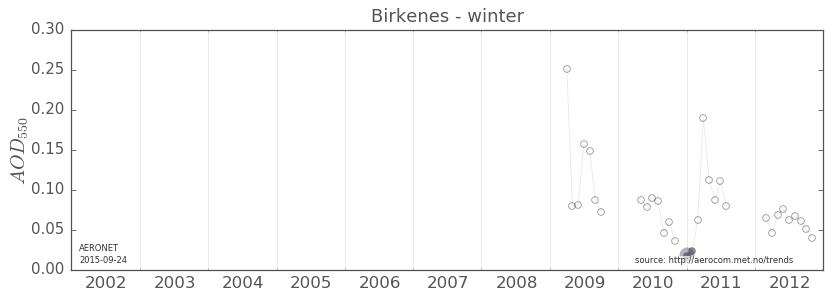 Birkenes - winter
0.30
0.25
0.20
0.15
0.10
0.05
0.00
AOD550
AERONET
2015-09-24
source: http://aerocom.met.no/trends
2002 2003 2004 2005 2006 2007 2008 2009 2010 2011 2012